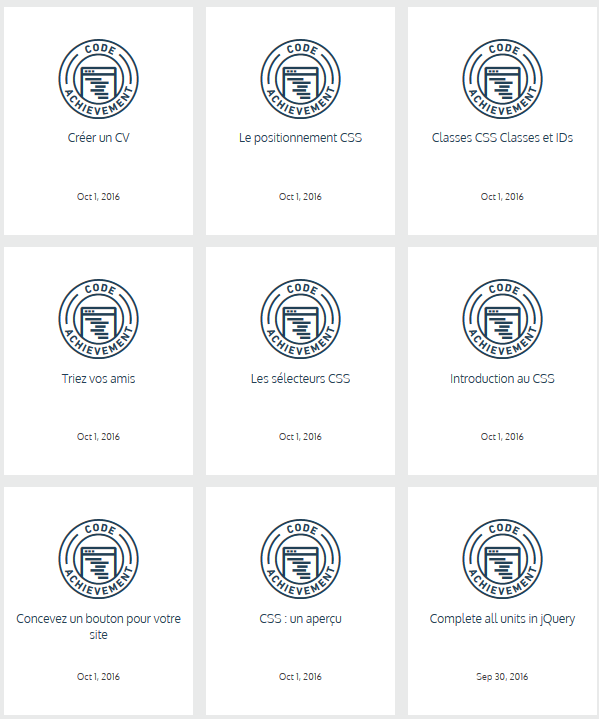 CODE ACHIEVEMENT
Créer un CV
Oct 1, 2016
CODE ACHIEVEMENT
Le positionnement CSS
Oct 1, 2016
CODE ACHIEVEMENT
Classes CSS Classes et IDs
Oct 1, 2016
CODE ACHIEVEMENT
Triez vos amis
Oct 1, 2016
CODE ACHIEVEMENT
Les sélecteurs CSS
Oct 1, 2016
CODE ACHIEVEMENT
Introduction au CSS
Oct 1, 2016
CODE ACHIEVEMENT
Concevez un bouton pour votre
site
Oct 1, 2016
CODE ACHIEVEMENT
CSS : un aperçu
Oct 1, 2016
CODE ACHIEVEMENT
Complete all units in jQuery
Sep 30, 2016